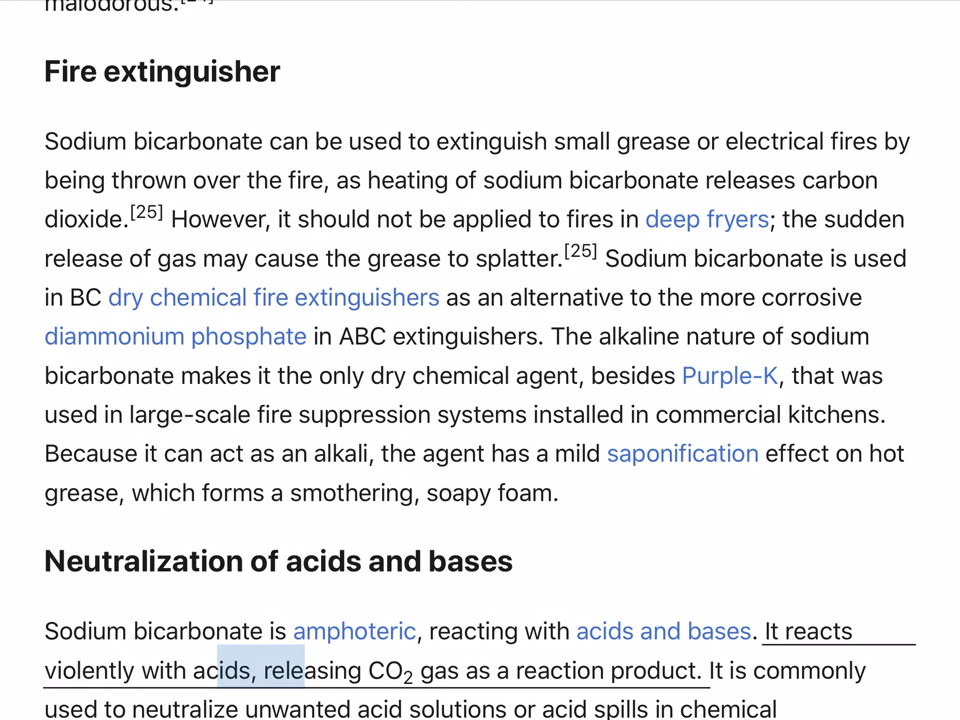 malodorous.
Fire extinguisher
Sodium bicarbonate can be used to extinguish small grease or electrical fires by
being thrown over the fire, as heating of sodium bicarbonate releases carbon
dioxide.[25] However, it should not be applied to fires in deep fryers; the sudden
release of gas may cause the grease to splatter.[25] Sodium bicarbonate is used
in BC dry chemical fire extinguishers as an alternative to the more corrosive
diammonium phosphate in ABC extinguishers. The alkaline nature of sodium
bicarbonate makes it the only dry chemical agent, besides Purple-K, that was
used in large-scale fire suppression systems installed in commercial kitchens.
Because it can act as an alkali, the agent has a mild saponification effect on hot
grease, which forms a smothering, soapy foam.
Neutralization of acids and bases
Sodium bicarbonate is amphoteric, reacting with acids and bases. It reacts
violently with acids, releasing CO₂ gas as a reaction product. It is commonly
used to neutralize unwanted acid solutions or acid spills in chemical